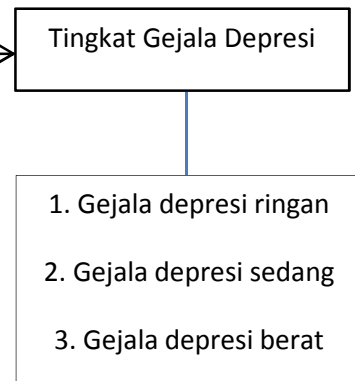 Tingkat Gejala Depresi
1. Gejala depresi ringan
2. Gejala depresi sedang
3. Gejala depresi berat